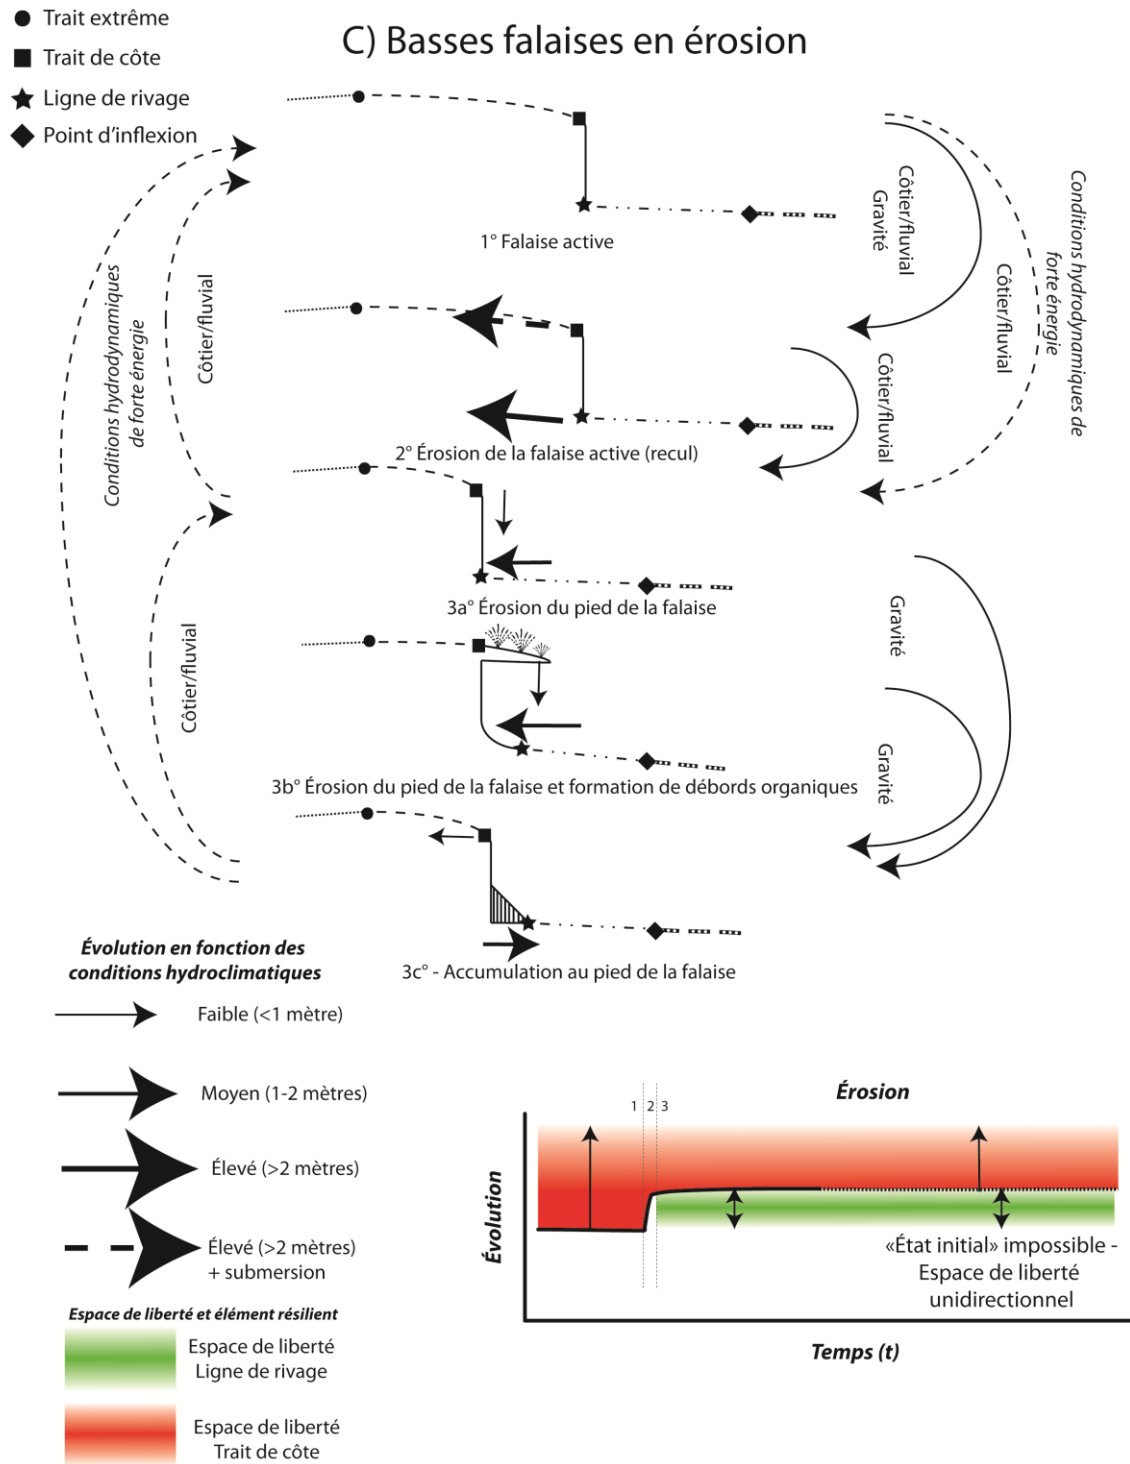 Trait extrême
Trait de côte
Ligne de rivage
Point d'inflexion
C) Basses falaises en érosion
1° Falaise active
Côtier/fluvial
Gravité
Côtier/fluvial
Conditions hydrodynamiques de
forte énergie
Conditions hydrodynamiques
de forte énergie
Côtier/fluvial
Côtier/fluvial
2° Érosion de la falaise active (recul)
3a° Érosion du pied de la falaise
Gravité
Côtier/fluvial
Gravité
3b° Érosion du pied de la falaise et formation de débords organiques
3c° - Accumulation au pied de la falaise
Évolution en fonction des
conditions hydroclimatiques
Faible (<1 mètre)
Moyen (1-2 mètres)
Élevé (>2 mètres)
Élevé (>2 mètres)
+ submersion
Espace de liberté et élément résilient
Espace de liberté
Ligne de rivage
Espace de liberté
Trait de côte
Érosion
1 2 3
Évolution
«État initial» impossible -
Espace de liberté
unidirectionnel
Temps (t)